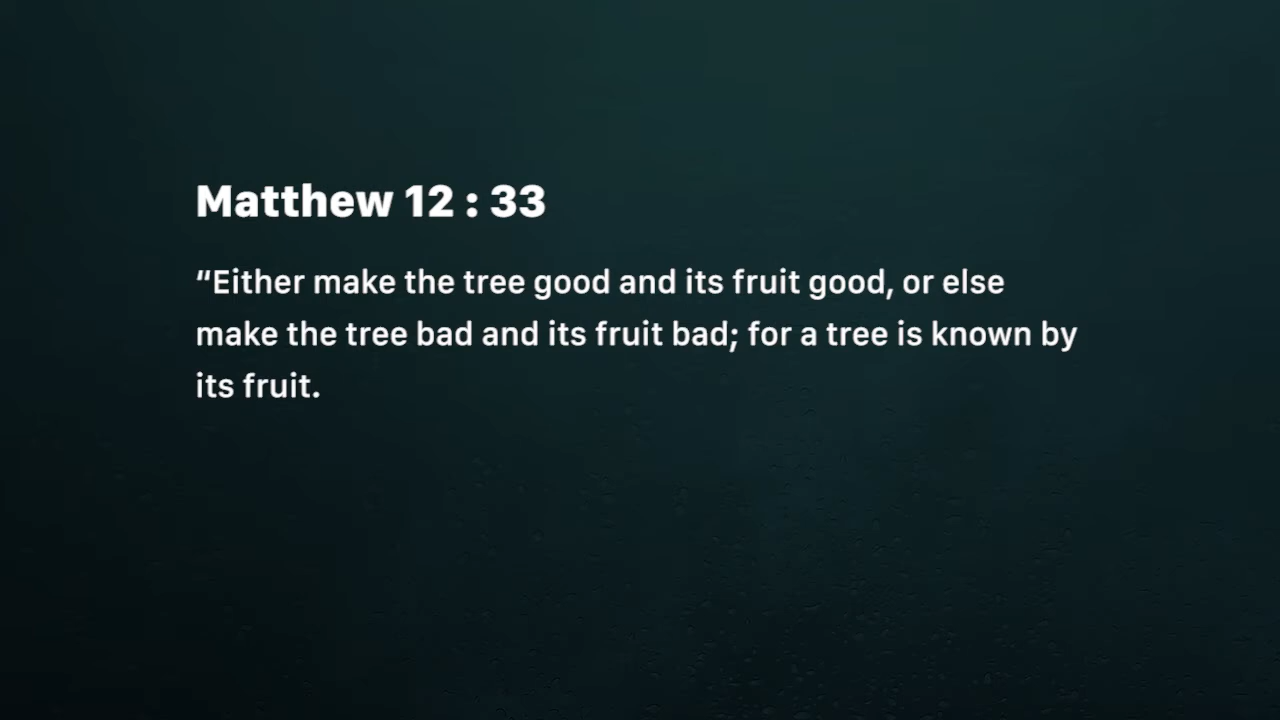 Matthew 12 : 33
“Either make the tree good and its fruit good, or else
make the tree bad and its fruit bad; for a tree is known by
its fruit.